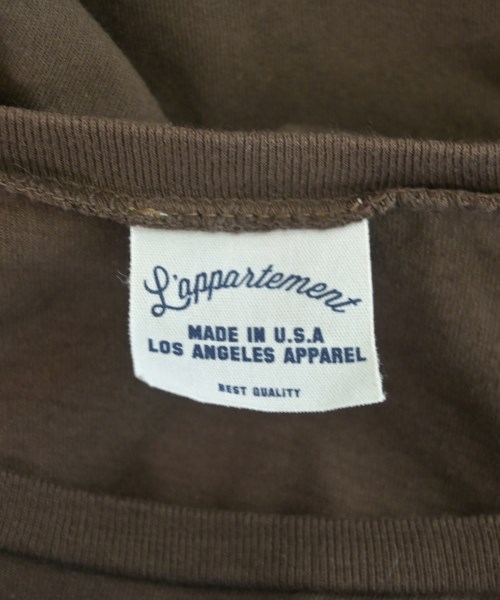 L'appartement
MADE IN U.S.A
LOS ANGELES APPAREL
BEST QUALITY